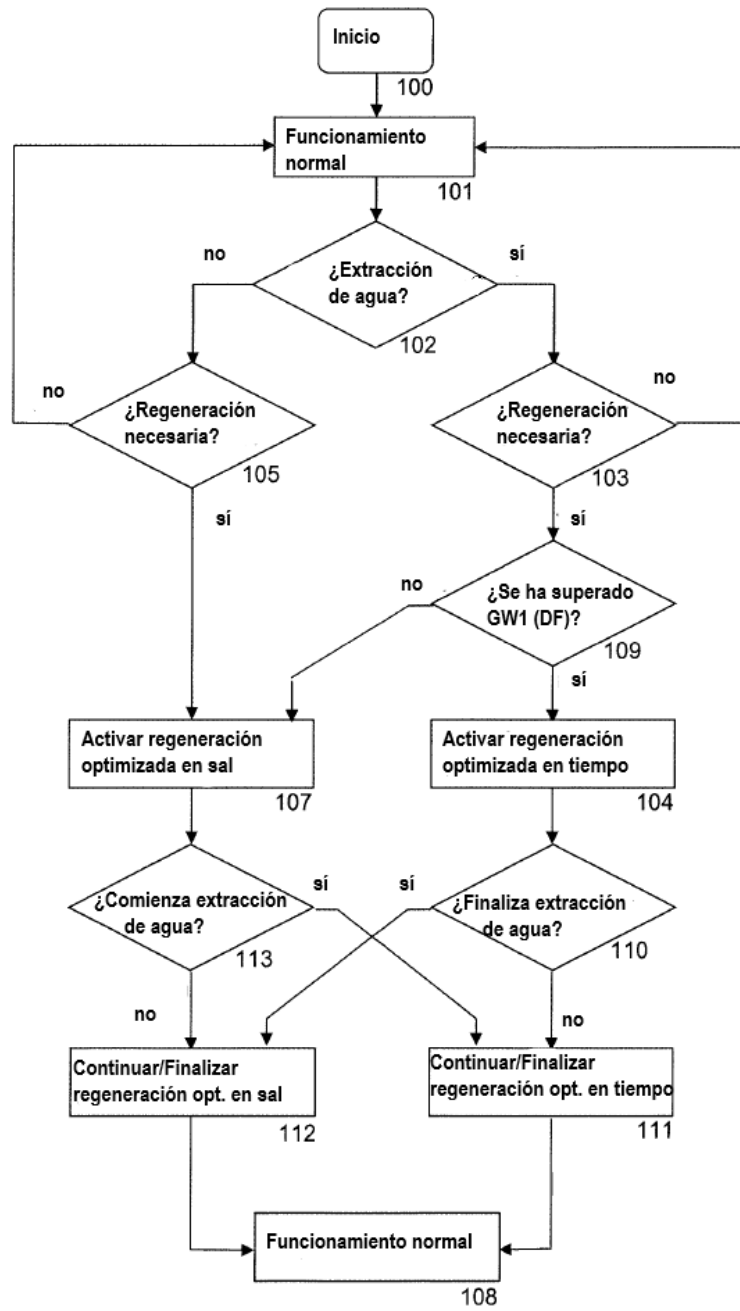 Inicio
100
Funcionamiento
normal
101
no
sí
¿Extracción
de agua?
102
no
¿Regeneración
necesaria?
105
¿Regeneración
necesaria?
103
no
sí
sí
no
¿Se ha superado
GW1 (DF)?
109
sí
Activar regeneración
optimizada en sal
107
Activar regeneración
optimizada en tiempo
104
¿Comienza extracción
de agua?
113
sí
sí
¿Finaliza extracción
de agua?
110
no
no
Continuar/Finalizar
regeneración opt. en sal
112
Continuar/Finalizar
regeneración opt. en tiempo
111
Funcionamiento normal
108